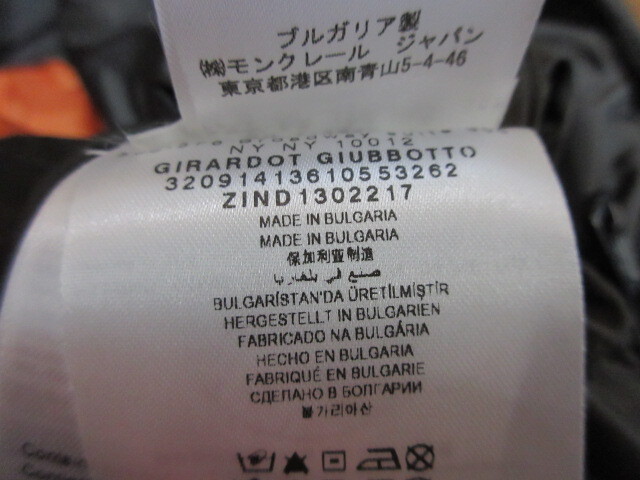 ブルガリア製
㈱モンクレール ジャパン
東京都港区南青山5-4-46
NY NY 10012
GIRARDOT GIUBBOTTO
320914136105​53262
ZIND1302217
MADE IN BULGARIA
MADE IN BULGARIA
保加利亚制造
صنع في بلغاريا
BULGARİSTAN'DA ÜRETİLMİŞTİR
HERGESTELLT IN BULGARIEN
FABRICADO NA BULGÁRIA
HECHO EN BULGARIA
FABRIQUÉ EN BULGARIE
СДЕЛАНО В БОЛГАРИИ
불가리아산